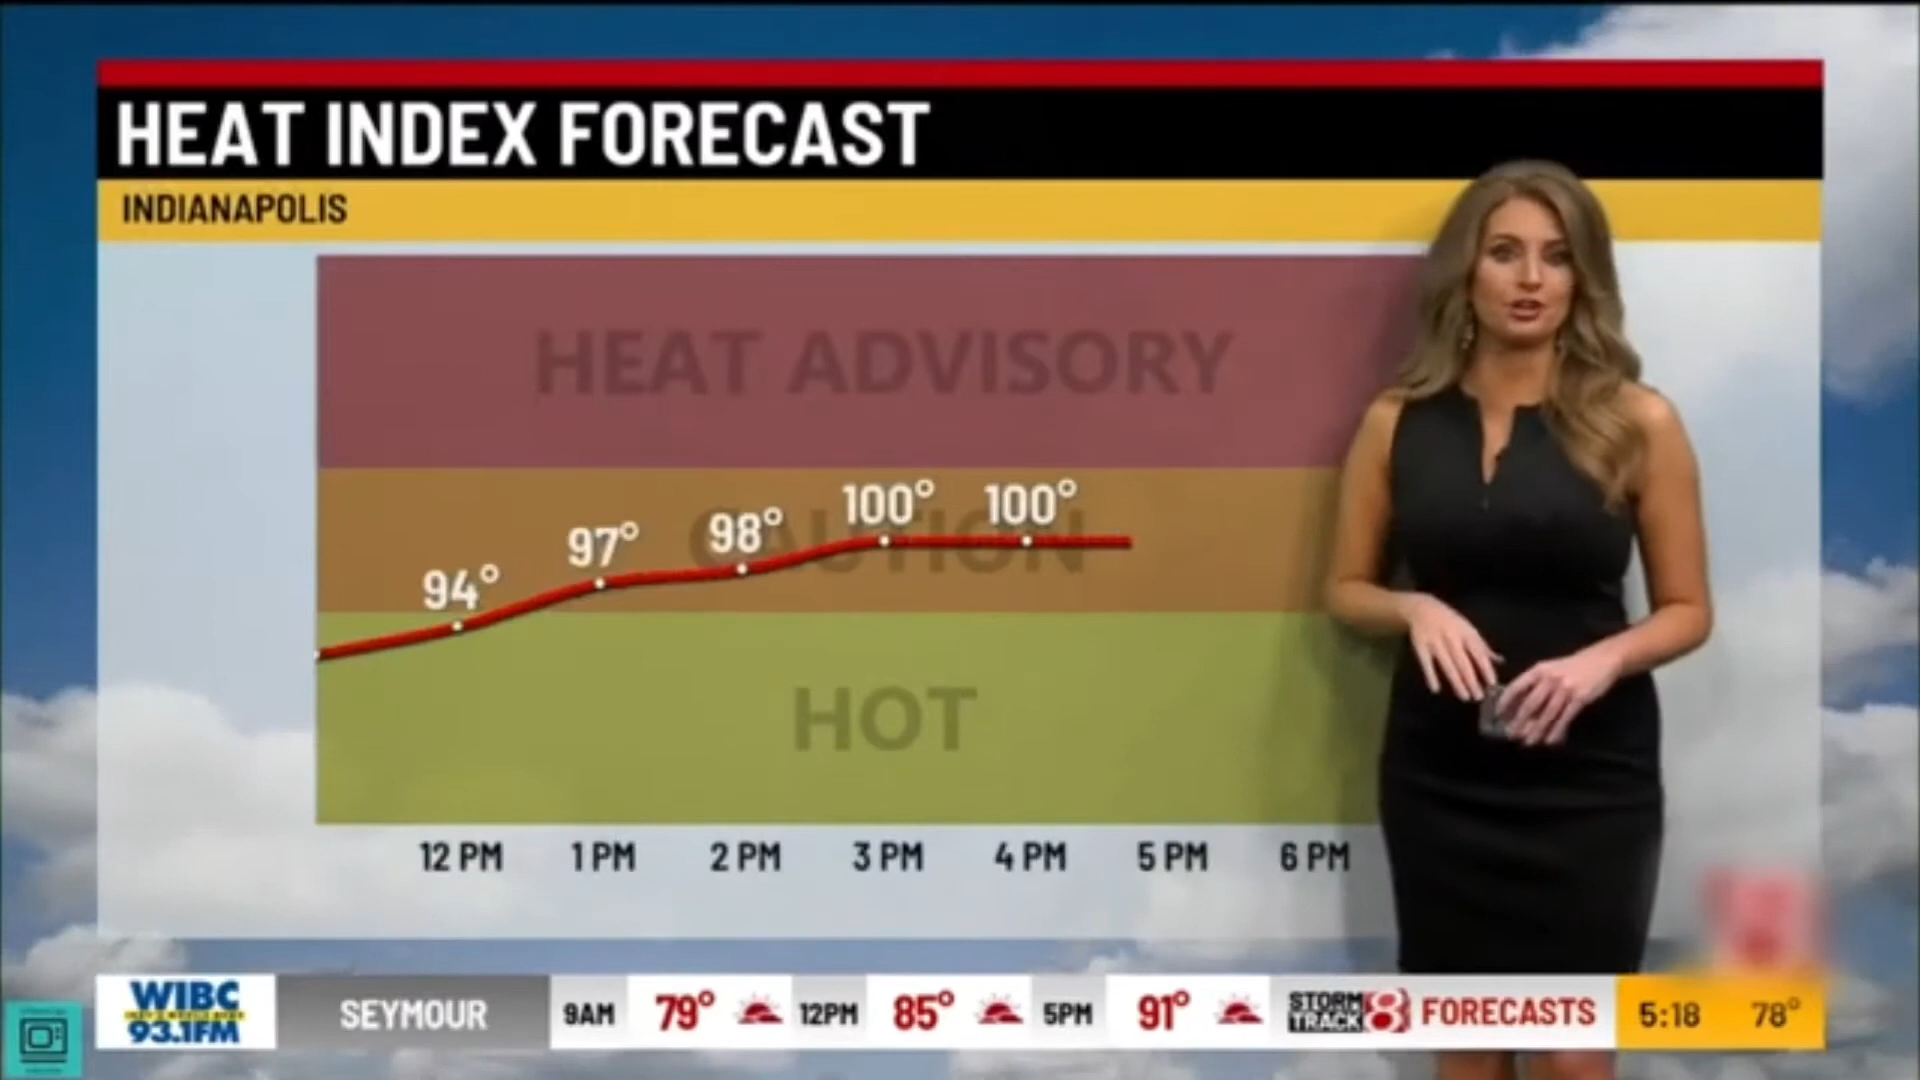 HEAT INDEX FORECAST
INDIANAPOLIS
HEAT ADVISORY
CAUTION
94° 97° 98° 100° 100°
HOT
12 PM 1 PM 2 PM 3 PM 4 PM 5 PM 6 PM
WIBC
93.1FM
SEYMOUR 9AM 79° 12PM 85° 5PM 91° STORM TRACK 8 FORECASTS 5:18 78°